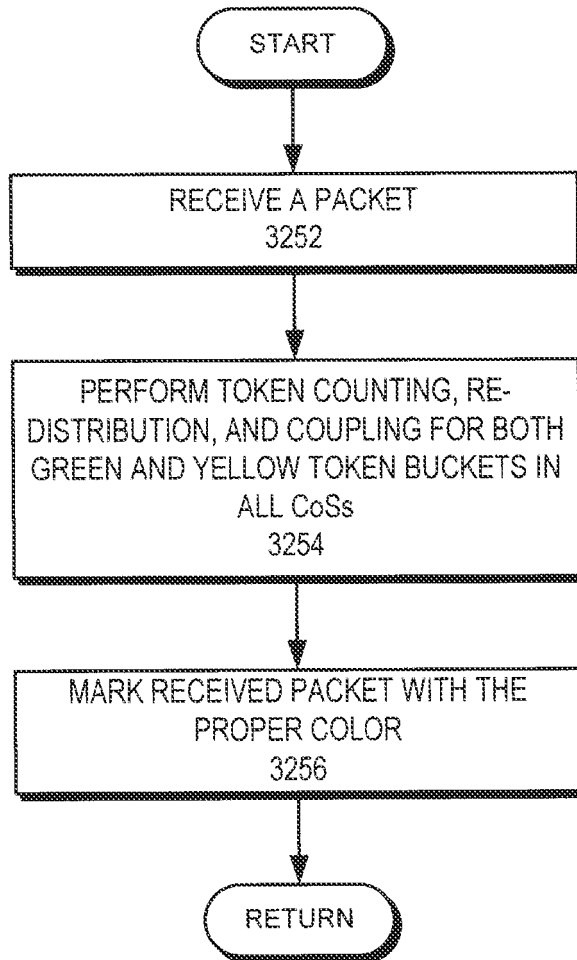 START
RECEIVE A PACKET
3252
PERFORM TOKEN COUNTING, RE-
DISTRIBUTION, AND COUPLING FOR BOTH
GREEN AND YELLOW TOKEN BUCKETS IN
ALL CoSs
3254
MARK RECEIVED PACKET WITH THE
PROPER COLOR
3256
RETURN